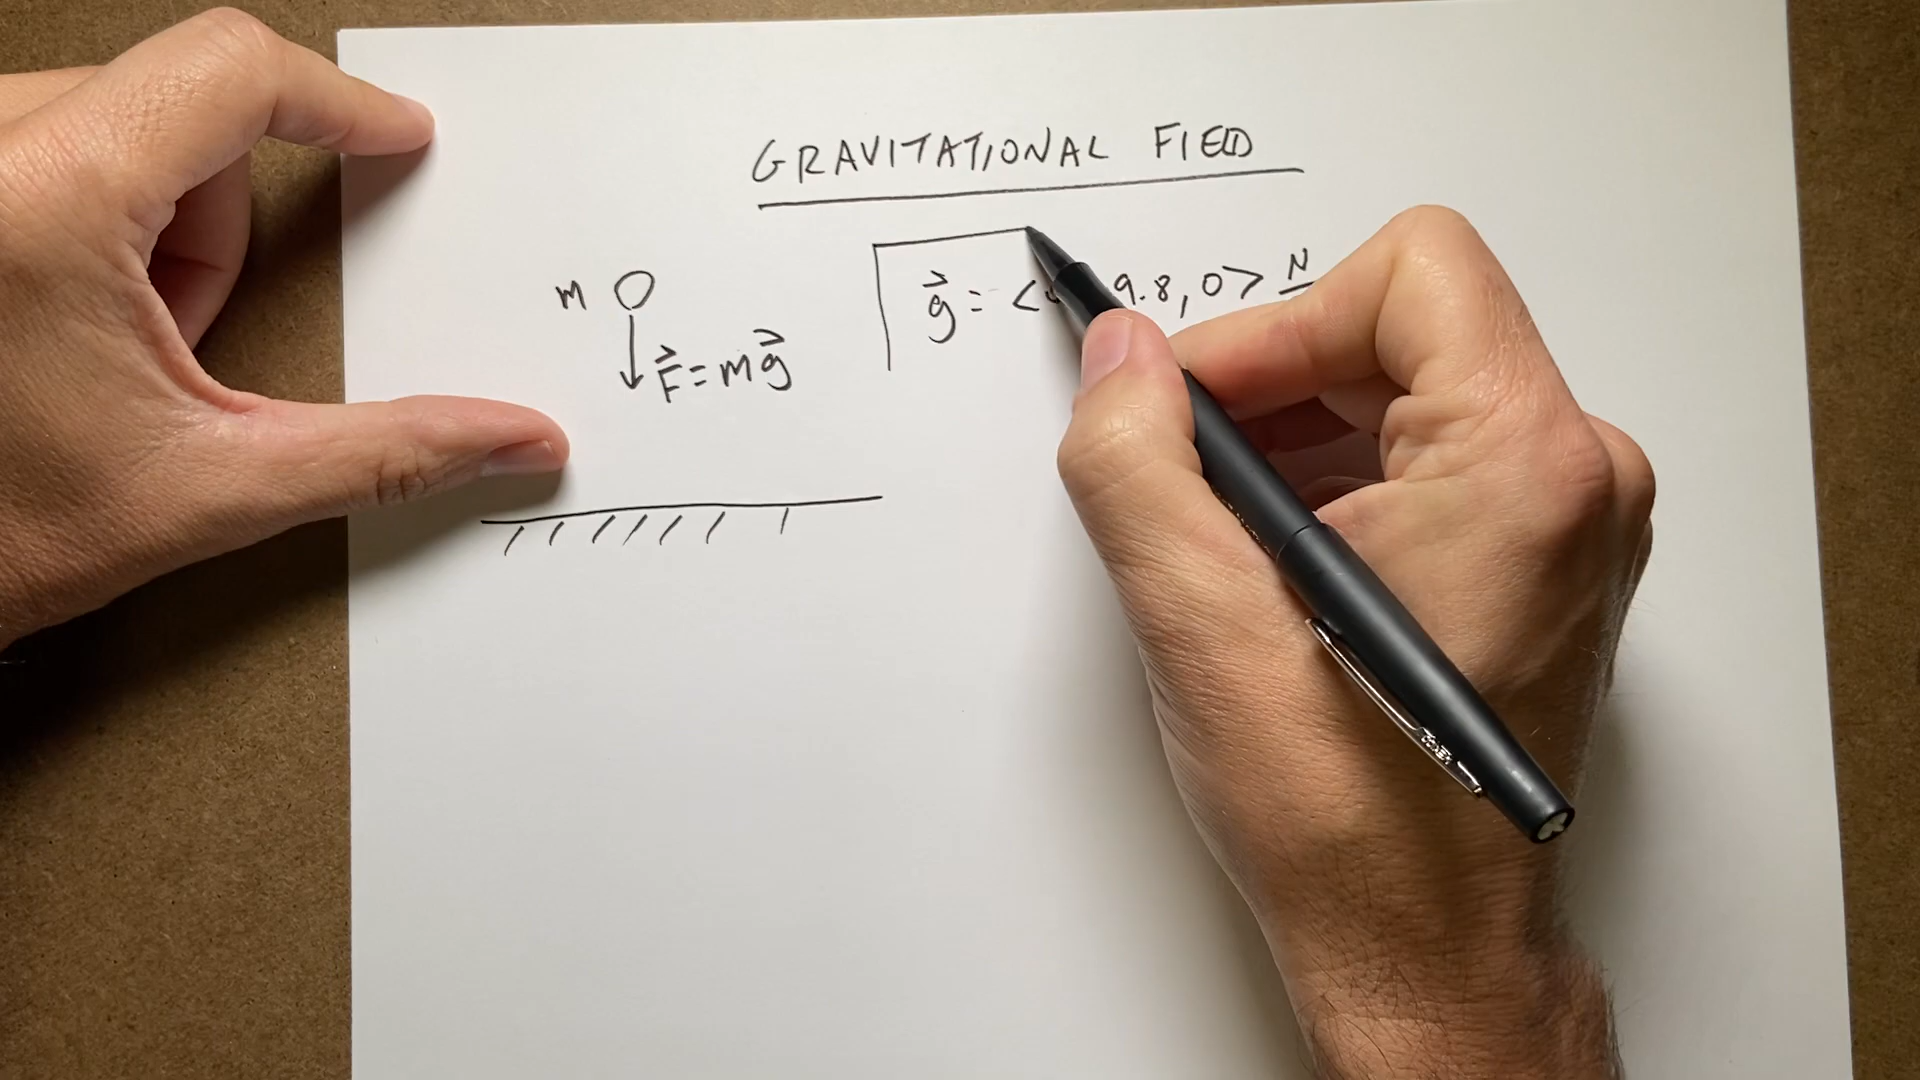 GRAVITATIONAL FIELD
m
g⃗ = < 9.8, 0> N
F⃗ = mg⃗